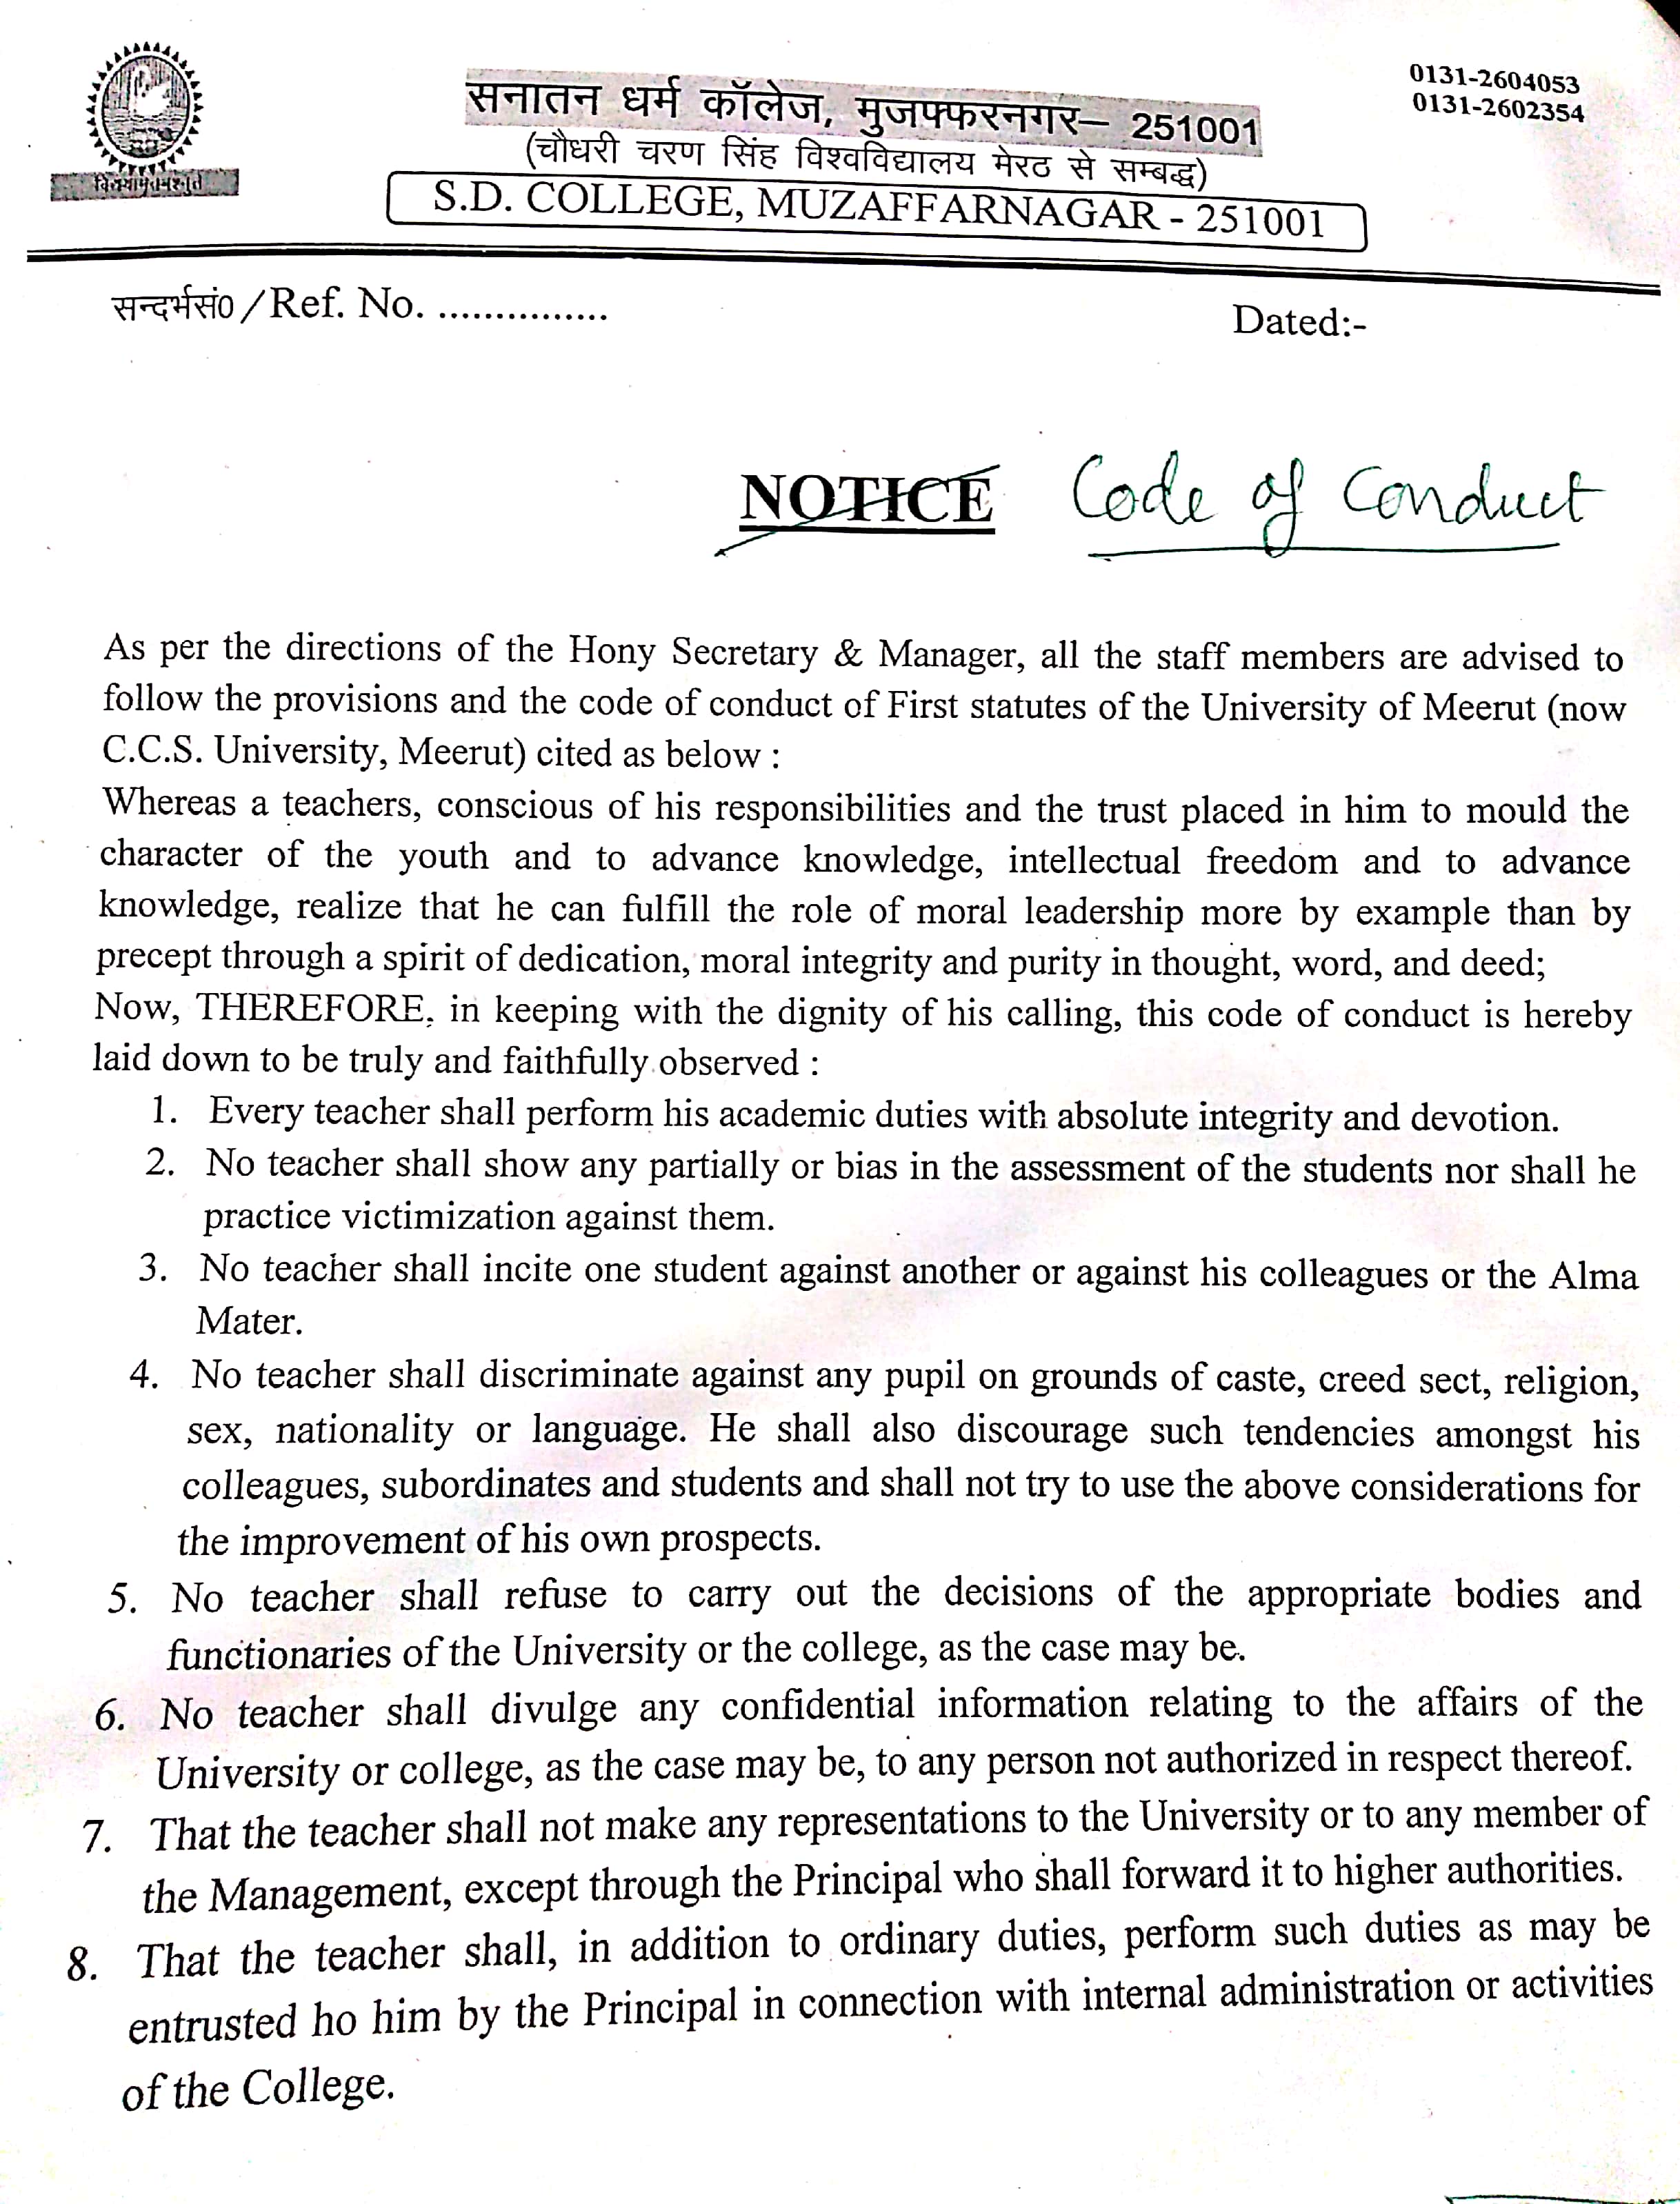 0131-2604053
0131-2602354
सनातन धर्म कॉलेज, मुजफ्फरनगर– 251001
(चौधरी चरण सिंह विश्वविद्यालय मेरठ से सम्बद्ध)
S.D. COLLEGE, MUZAFFARNAGAR - 251001
सन्दर्भसं0 / Ref. No. ...............
Dated:-
NOTICE Code of Conduct
As per the directions of the Hony Secretary & Manager, all the staff members are advised to
follow the provisions and the code of conduct of First statutes of the University of Meerut (now
C.C.S. University, Meerut) cited as below :
Whereas a teachers, conscious of his responsibilities and the trust placed in him to mould the
character of the youth and to advance knowledge, intellectual freedom and to advance
knowledge, realize that he can fulfill the role of moral leadership more by example than by
precept through a spirit of dedication, moral integrity and purity in thought, word, and deed;
Now, THEREFORE, in keeping with the dignity of his calling, this code of conduct is hereby
laid down to be truly and faithfully observed :
1. Every teacher shall perform his academic duties with absolute integrity and devotion.
2. No teacher shall show any partially or bias in the assessment of the students nor shall he
practice victimization against them.
3. No teacher shall incite one student against another or against his colleagues or the Alma
Mater.
4. No teacher shall discriminate against any pupil on grounds of caste, creed sect, religion,
sex, nationality or language. He shall also discourage such tendencies amongst his
colleagues, subordinates and students and shall not try to use the above considerations for
the improvement of his own prospects.
5. No teacher shall refuse to carry out the decisions of the appropriate bodies and
functionaries of the University or the college, as the case may be.
6. No teacher shall divulge any confidential information relating to the affairs of the
University or college, as the case may be, to any person not authorized in respect thereof.
7. That the teacher shall not make any representations to the University or to any member of
the Management, except through the Principal who shall forward it to higher authorities.
8. That the teacher shall, in addition to ordinary duties, perform such duties as may be
entrusted ho him by the Principal in connection with internal administration or activities
of the College.